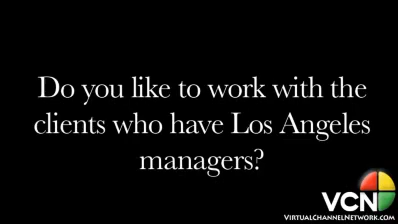 Do you like to work with the
clients who have Los Angeles
managers?
VCN
VirtualChannelNetwork.com